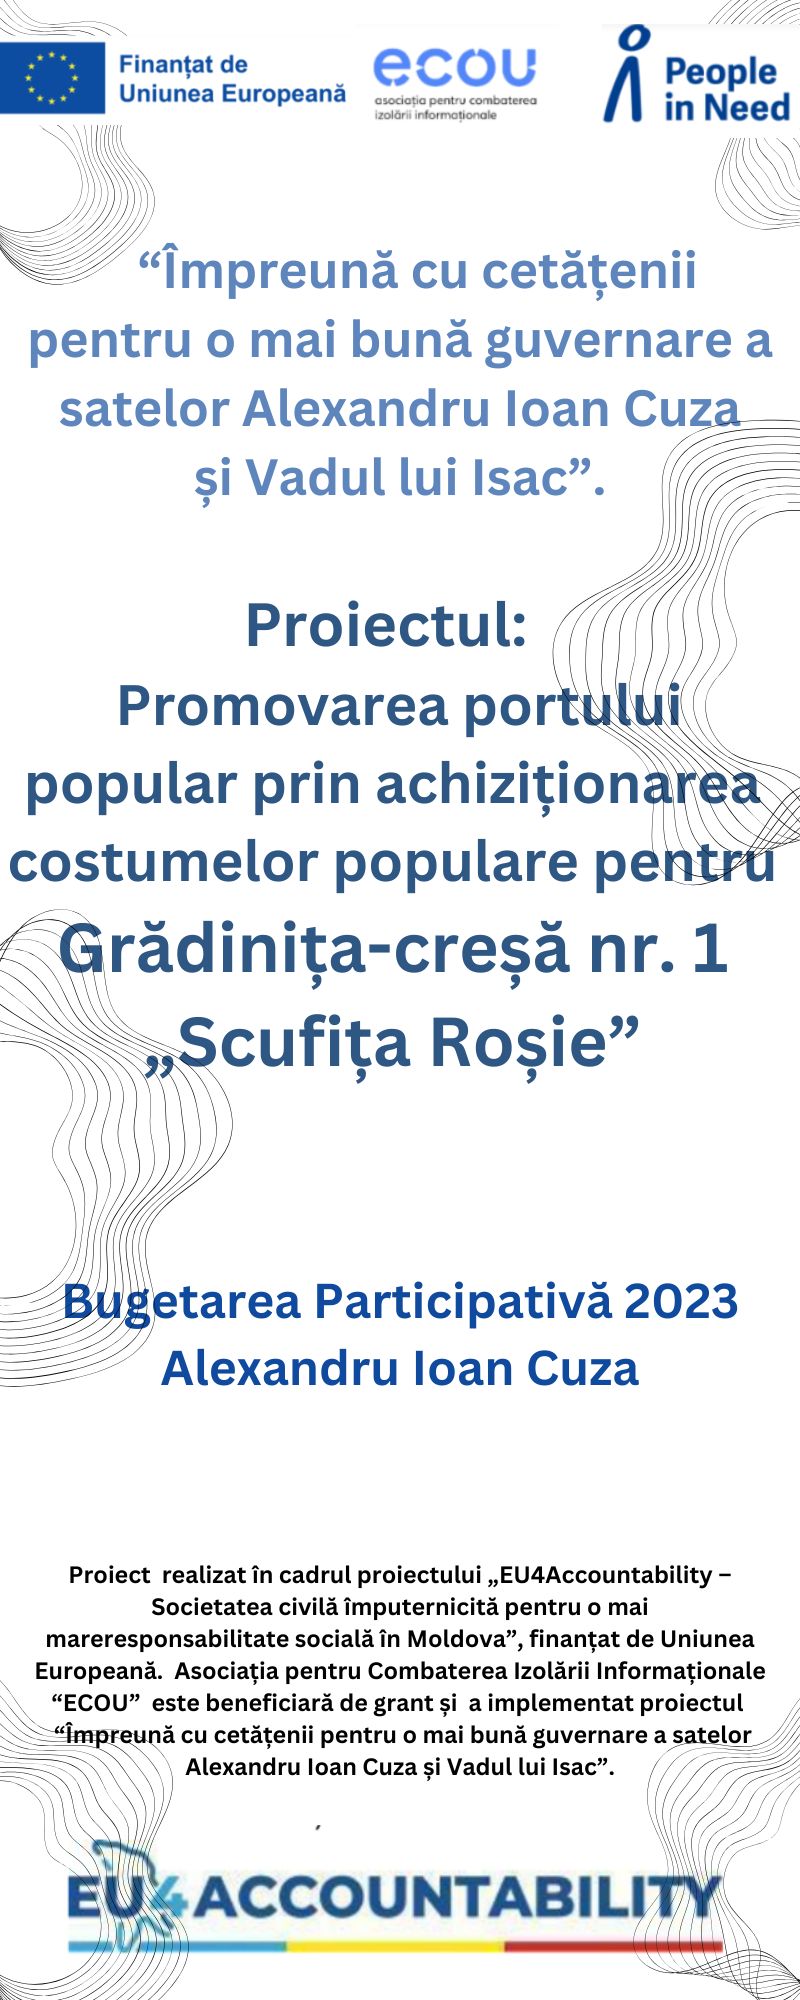 Finanțat de
Uniunea Europeană
ecou
asociația pentru combaterea
izolării informaționale
People
in Need
“Împreună cu cetățenii
pentru o mai bună guvernare a
satelor Alexandru Ioan Cuza
și Vadul lui Isac”.
Proiectul:
Promovarea portului
popular prin achiziționarea
costumelor populare pentru
Grădinița-creșă nr. 1
„Scufița Roșie”
Bugetarea Participativă 2023
Alexandru Ioan Cuza
Proiect realizat în cadrul proiectului „EU4Accountability –
Societatea civilă împuternicită pentru o mai
mareresponsabilitate socială în Moldova”, finanțat de Uniunea
Europeană. Asociația pentru Combaterea Izolării Informaționale
“ECOU” este beneficiară de grant și a implementat proiectul
“Împreună cu cetățenii pentru o mai bună guvernare a satelor
Alexandru Ioan Cuza și Vadul lui Isac”.
EU4ACCOUNTABILITY